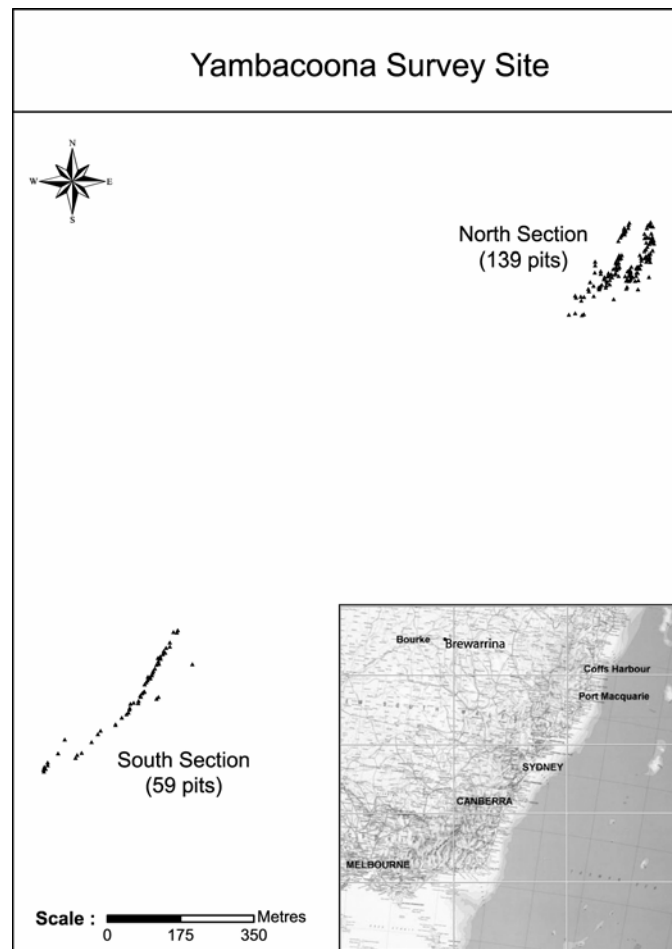 Yambacoona Survey Site
N
W E
S
North Section
(139 pits)
South Section
(59 pits)
Scale : 0 175 350 Metres
Bourke
Brewarrina
Coffs Harbour
Port Macquarie
SYDNEY
CANBERRA
MELBOURNE